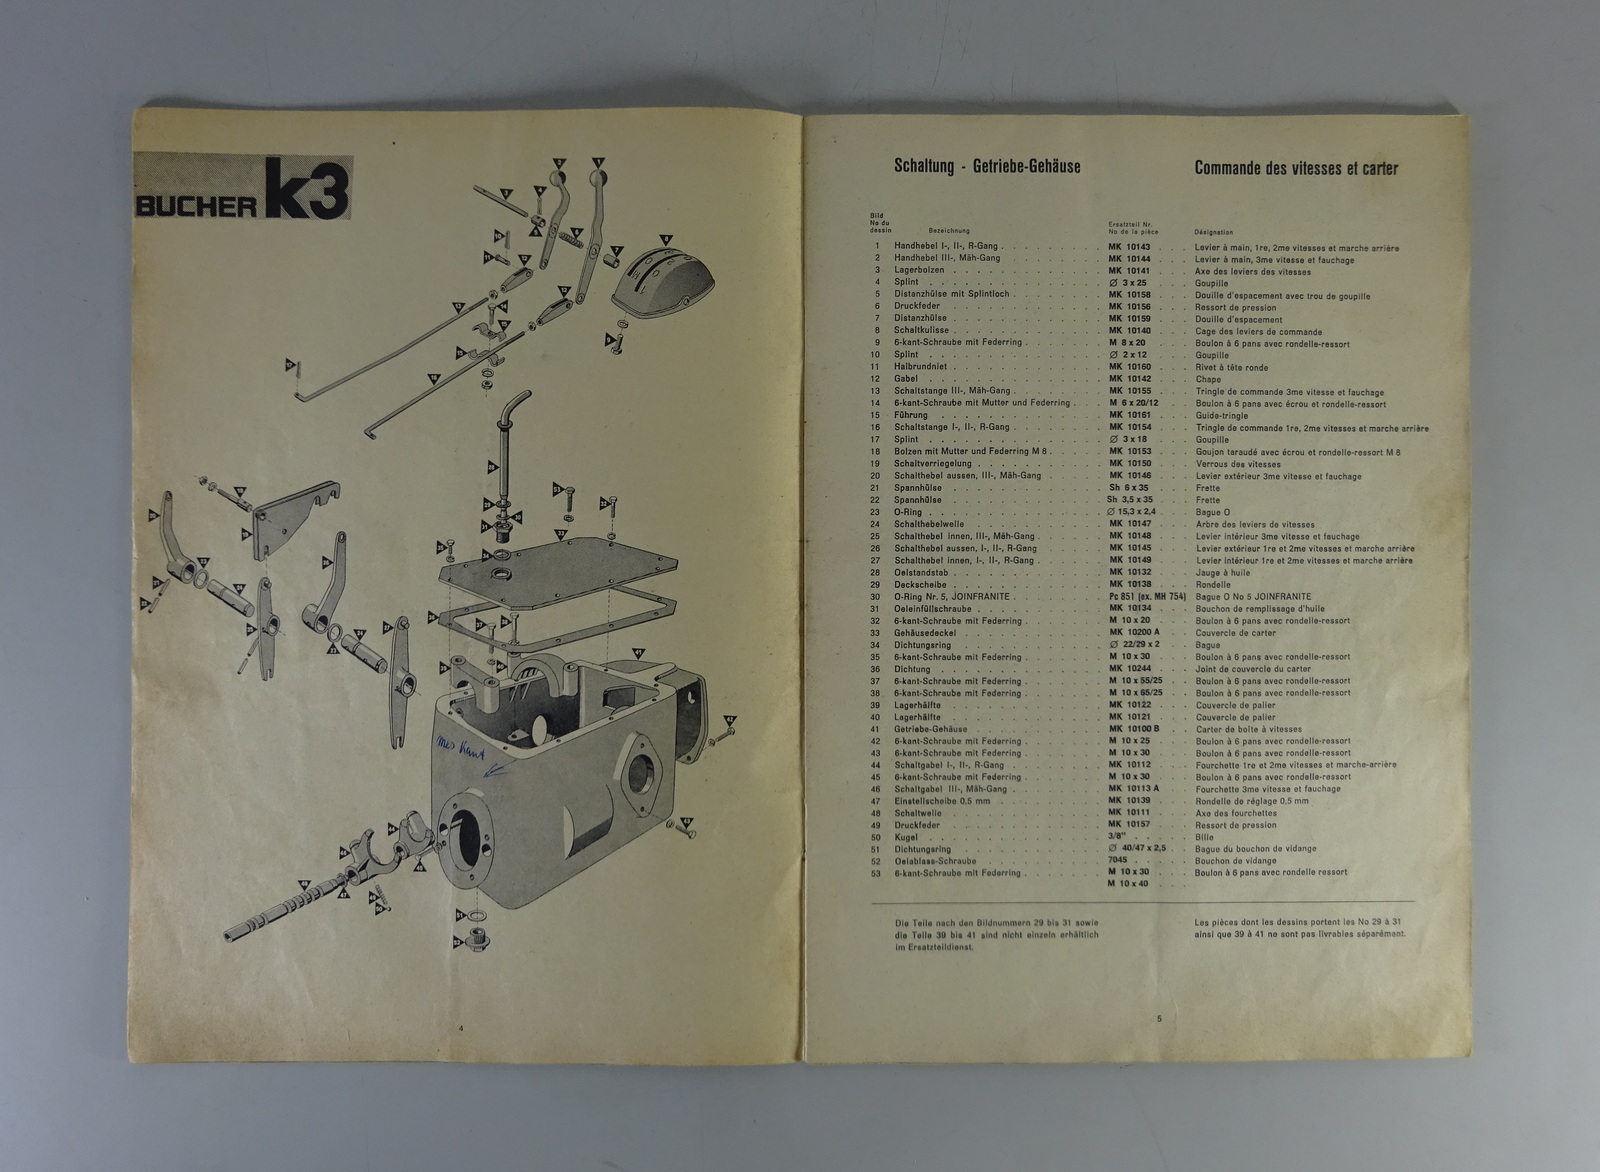 BUCHER k3
mes Kant
4
Schaltung - Getriebe-Gehäuse Commande des vitesses et carter
Bild No du dessin Bezeichnung Ersatzteil Nr. No de la pièce Désignation
1 Handhebel I-, II-, R-Gang MK 10143 Levier à main, 1re, 2me vitesses et marche arrière
2 Handhebel III-, Mäh-Gang MK 10144 Levier à main, 3me vitesse et fauchage
3 Lagerbolzen MK 10141 Axe des leviers des vitesses
4 Splint Ø 3 x 25 Goupille
5 Distanzhülse mit Splintloch MK 10158 Douille d'espacement avec trou de goupille
6 Druckfeder MK 10156 Ressort de pression
7 Distanzhülse MK 10159 Douille d'espacement
8 Schaltkulisse MK 10140 Cage des leviers de commande
9 6-kant-Schraube mit Federring M 8 x 20 Boulon à 6 pans avec rondelle-ressort
10 Splint Ø 2 x 12 Goupille
11 Halbrundniet MK 10160 Rivet à tête ronde
12 Gabel MK 10142 Chape
13 Schaltstange III-, Mäh-Gang MK 10155 Tringle de commande 3me vitesse et fauchage
14 6-kant-Schraube mit Mutter und Federring M 6 x 20/12 Boulon à 6 pans avec écrou et rondelle-ressort
15 Führung MK 10161 Guide-tringle
16 Schaltstange I-, II-, R-Gang MK 10154 Tringle de commande 1re, 2me vitesses et marche arrière
17 Splint Ø 3 x 18 Goupille
18 Bolzen mit Mutter und Federring M 8 MK 10153 Goujon taraudé avec écrou et rondelle-ressort M 8
19 Schaltverriegelung MK 10150 Verrous des vitesses
20 Schalthebel aussen, III-, Mäh-Gang MK 10146 Levier extérieur 3me vitesse et fauchage
21 Spannhülse Sh 6 x 35 Frette
22 Spannhülse Sh 3,5 x 35 Frette
23 O-Ring Ø 15,3 x 2,4 Bague O
24 Schalthebelwelle MK 10147 Arbre des leviers de vitesses
25 Schalthebel innen, III-, Mäh-Gang MK 10148 Levier intérieur 3me vitesse et fauchage
26 Schalthebel aussen, I-, II-, R-Gang MK 10145 Levier extérieur 1re et 2me vitesses et marche arrière
27 Schalthebel innen, I-, II-, R-Gang MK 10149 Levier intérieur 1re et 2me vitesses et marche arrière
28 Oelstandstab MK 10132 Jauge à huile
29 Deckscheibe MK 10138 Rondelle
30 O-Ring Nr. 5, JOINFRANITE Pc 851 (ex. MH 754) Bague O No 5 JOINFRANITE
31 Oeleinfüllschraube MK 10134 Bouchon de remplissage d'huile
32 6-kant-Schraube mit Federring M 10 x 20 Boulon à 6 pans avec rondelle-ressort
33 Gehäusedeckel MK 10200 A Couvercle de carter
34 Dichtungsring Ø 22/29 x 2 Bague
35 6-kant-Schraube mit Federring M 10 x 30 Boulon à 6 pans avec rondelle-ressort
36 Dichtung MK 10244 Joint de couvercle du carter
37 6-kant-Schraube mit Federring M 10 x 55/25 Boulon à 6 pans avec rondelle-ressort
38 6-kant-Schraube mit Federring M 10 x 65/25 Boulon à 6 pans avec rondelle-ressort
39 Lagerhälfte MK 10122 Couvercle de palier
40 Lagerhälfte MK 10121 Couvercle de palier
41 Getriebe-Gehäuse MK 10100 B Carter de boîte à vitesses
42 6-kant-Schraube mit Federring M 10 x 25 Boulon à 6 pans avec rondelle-ressort
43 6-kant-Schraube mit Federring M 10 x 30 Boulon à 6 pans avec rondelle-ressort
44 Schaltgabel I-, II-, R-Gang MK 10112 Fourchette 1re et 2me vitesses et marche-arrière
45 6-kant-Schraube mit Federring M 10 x 30 Boulon à 6 pans avec rondelle-ressort
46 Schaltgabel III-, Mäh-Gang MK 10113 A Fourchette 3me vitesse et fauchage
47 Einstellscheibe 0,5 mm MK 10139 Rondelle de réglage 0,5 mm
48 Schaltwelle MK 10111 Axe des fourchettes
49 Druckfeder MK 10157 Ressort de pression
50 Kugel 3/8" Bille
51 Dichtungsring Ø 40/47 x 2,5 Bague du bouchon de vidange
52 Oelablass-Schraube 7045 Bouchon de vidange
53 6-kant-Schraube mit Federring M 10 x 30 Boulon à 6 pans avec rondelle ressort
M 10 x 40
Die Teile nach den Bildnummern 29 bis 31 sowie
die Teile 39 bis 41 sind nicht einzeln erhältlich
im Ersatzteildienst.
Les pièces dont les dessins portent les No 29 à 31
ainsi que 39 à 41 ne sont pas livrables séparément.
5